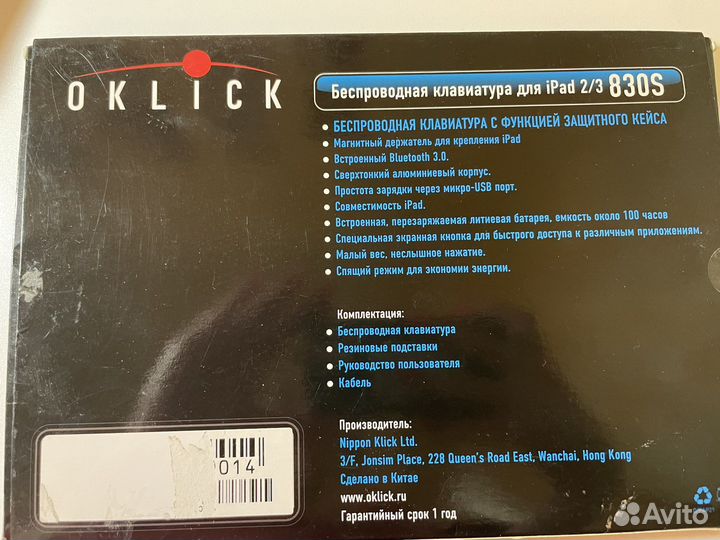 OKLICK
Беспроводная клавиатура для iPad 2/3 830S
БЕСПРОВОДНАЯ КЛАВИАТУРА С ФУНКЦИЕЙ ЗАЩИТНОГО КЕЙСА
Магнитный держатель для крепления iPad
Встроенный Bluetooth 3.0.
Сверхтонкий алюминиевый корпус.
Простота зарядки через микро-USB порт.
Совместимость iPad.
Встроенная, перезаряжаемая литиевая батарея, емкость около 100 часов
Специальная экранная кнопка для быстрого доступа к различным приложениям.
Малый вес, неслышное нажатие.
Спящий режим для экономии энергии.
Комплектация:
Беспроводная клавиатура
Резиновые подставки
Руководство пользователя
Кабель
Производитель:
Nippon Klick Ltd.
3/F, Jonsim Place, 228 Queen's Road East, Wanchai, Hong Kong
Сделано в Китае
www.oklick.ru
Гарантийный срок 1 год
014
Avito